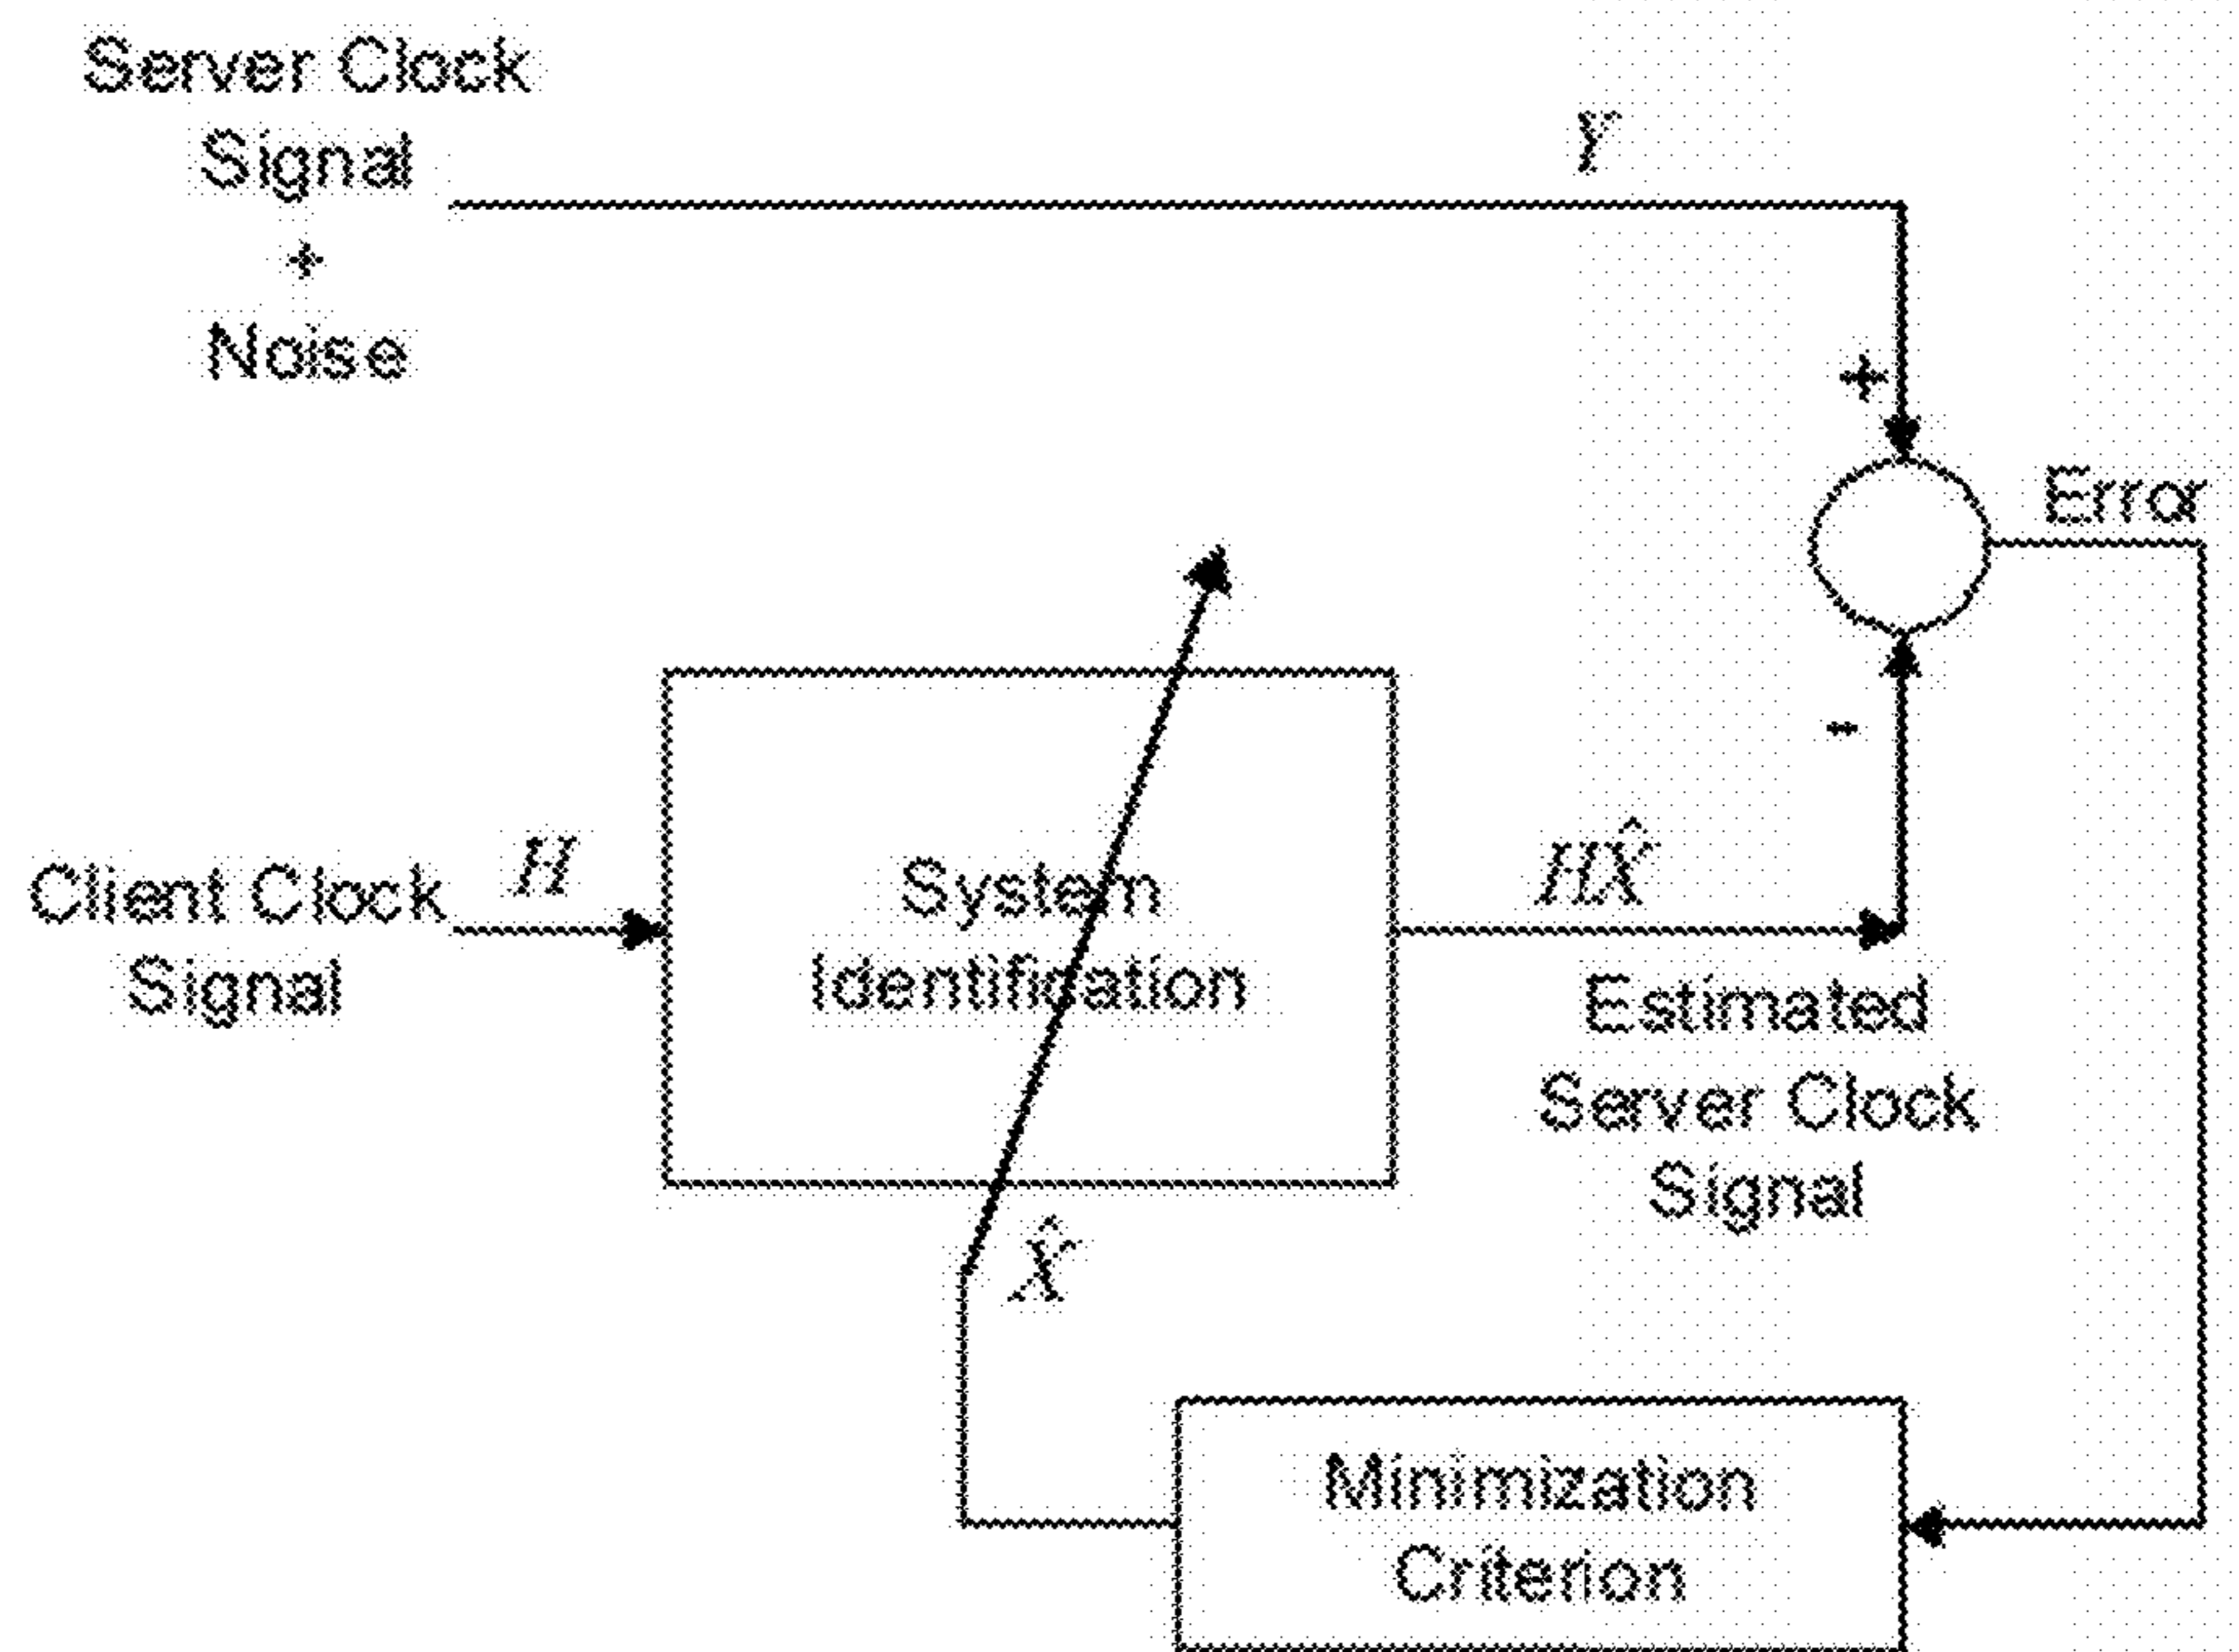 Server Clock
Signal
+
Noise
Y
+
Error
-
Client Clock
Signal
H
System
Identification
HX̂
Estimated
Server Clock
Signal
X̂
Minimization
Criterion